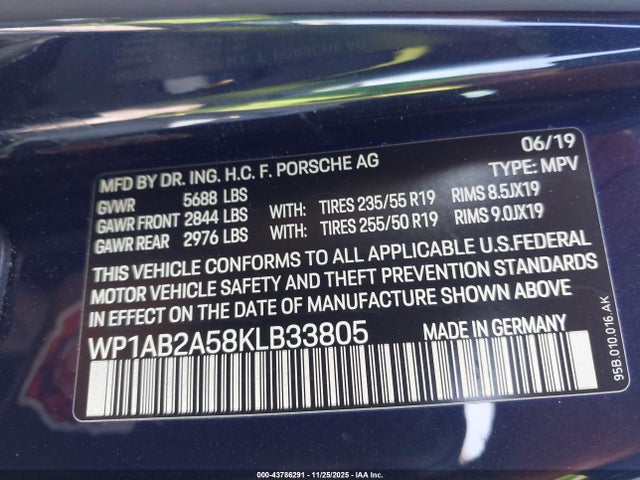 06/19
MFD BY DR. ING. H.C. F. PORSCHE AG TYPE: MPV
GVWR 5688 LBS
GAWR FRONT 2844 LBS WITH: TIRES 235/55 R19 RIMS 8.5JX19
GAWR REAR 2976 LBS WITH: TIRES 255/50 R19 RIMS 9.0JX19
THIS VEHICLE CONFORMS TO ALL APPLICABLE U.S.FEDERAL
MOTOR VEHICLE SAFETY AND THEFT PREVENTION STANDARDS
IN EFFECT ON THE DATE OF MANUFACTURE SHOWN ABOVE.
WP1AB2A58KLB33805
95B.010.016.AK
000-43786291 - 11/25/2025 - IAA Inc.